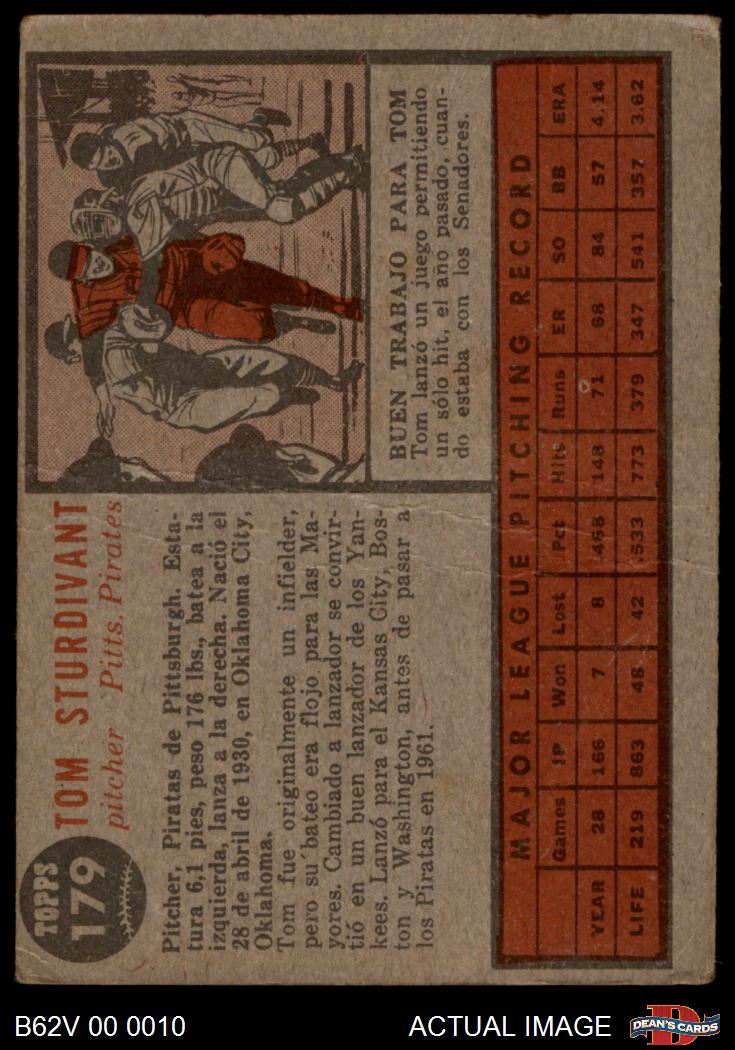 TOPPS
179
TOM STURDIVANT
pitcher Pitts. Pirates
Pitcher, Piratas de Pittsburgh. Esta-
tura 6,1 pies, peso 176 lbs., batea a la
izquierda, lanza a la derecha. Nació el
28 de abril de 1930, en Oklahoma City,
Oklahoma.
Tom fue originalmente un infielder,
pero su bateo era flojo para las Ma-
yores. Cambiado a lanzador se convir-
tió en un buen lanzador de los Yan-
kees. Lanzó para el Kansas City, Bos-
ton y Washington, antes de pasar a
los Piratas en 1961.
BUEN TRABAJO PARA TOM
Tom lanzó un juego permitiendo
un sólo hit, el año pasado, cuan-
do estaba con los Senadores.
MAJOR LEAGUE PITCHING RECORD
Games IP Won Lost Pct Hits Runs ER SO BB ERA
YEAR 28 166 7 8 .468 148 71 68 84 57 4.14
LIFE 219 863 48 42 .533 773 379 347 541 357 3.62
B62V 00 0010
ACTUAL IMAGE
D
DEAN'S CARDS